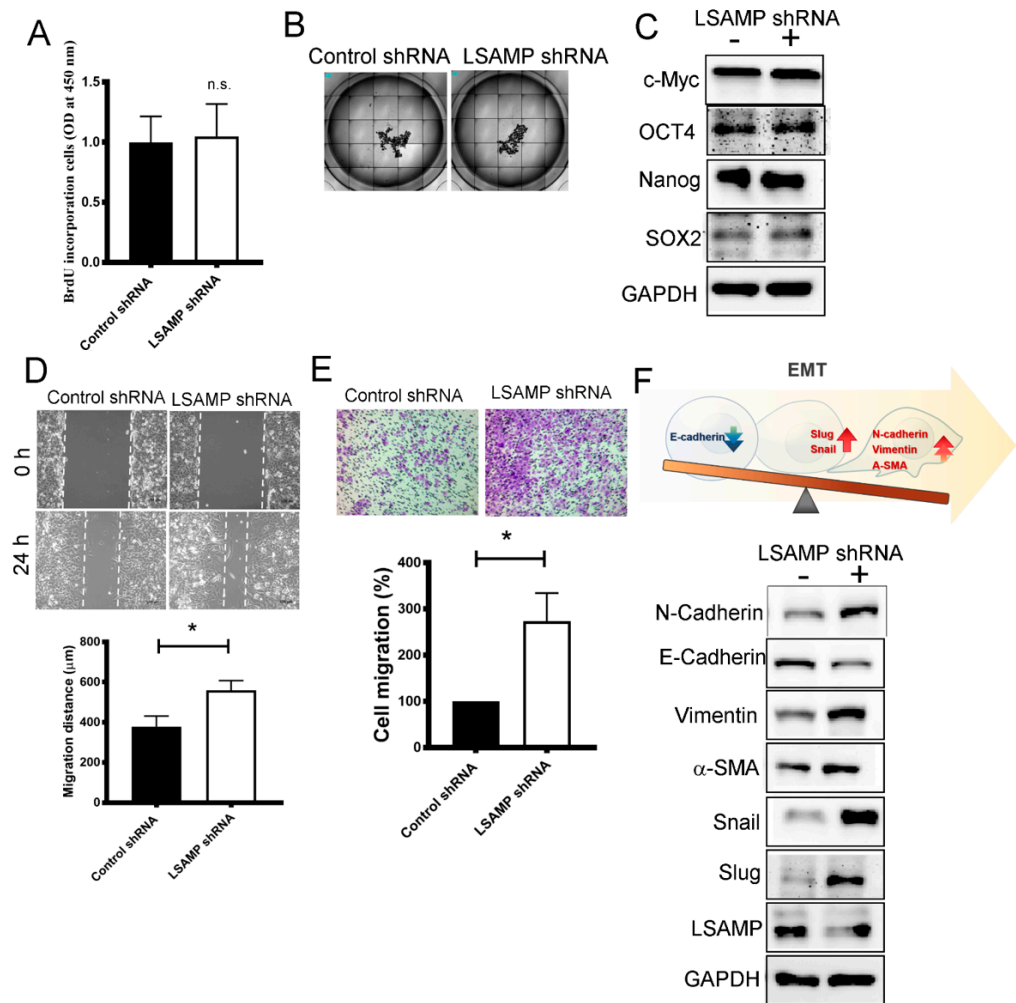 A
BrdU incorporation cells (OD at 450 nm)
1.5
1.0
0.5
0.0
n.s.
Control shRNA
LSAMP shRNA
B
Control shRNA LSAMP shRNA
C
LSAMP shRNA
- +
c-Myc
OCT4
Nanog
SOX2
GAPDH
D
Control shRNA LSAMP shRNA
0 h
24 h
Migration distance (μm)
800
600
400
200
0
*
Control shRNA
LSAMP shRNA
E
Control shRNA LSAMP shRNA
Cell migration (%)
400
300
200
100
0
*
Control shRNA
LSAMP shRNA
F
EMT
E-cadherin
Slug
Snail
N-cadherin
Vimentin
A-SMA
LSAMP shRNA
- +
N-Cadherin
E-Cadherin
Vimentin
α-SMA
Snail
Slug
LSAMP
GAPDH